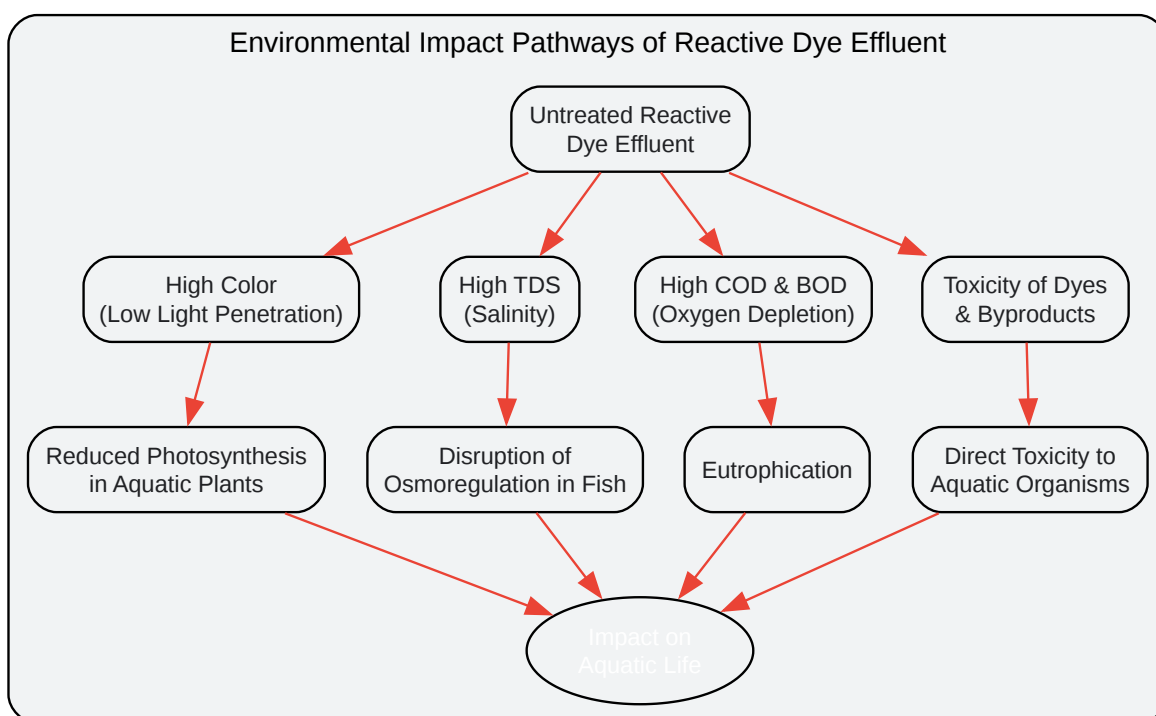 Environmental Impact Pathways of Reactive Dye Effluent
Untreated Reactive
Dye Effluent
High Color
(Low Light Penetration)
High TDS
(Salinity)
High COD & BOD
(Oxygen Depletion)
Toxicity of Dyes
& Byproducts
Reduced Photosynthesis
in Aquatic Plants
Disruption of
Osmoregulation in Fish
Eutrophication
Direct Toxicity to
Aquatic Organisms
Impact on
Aquatic Life